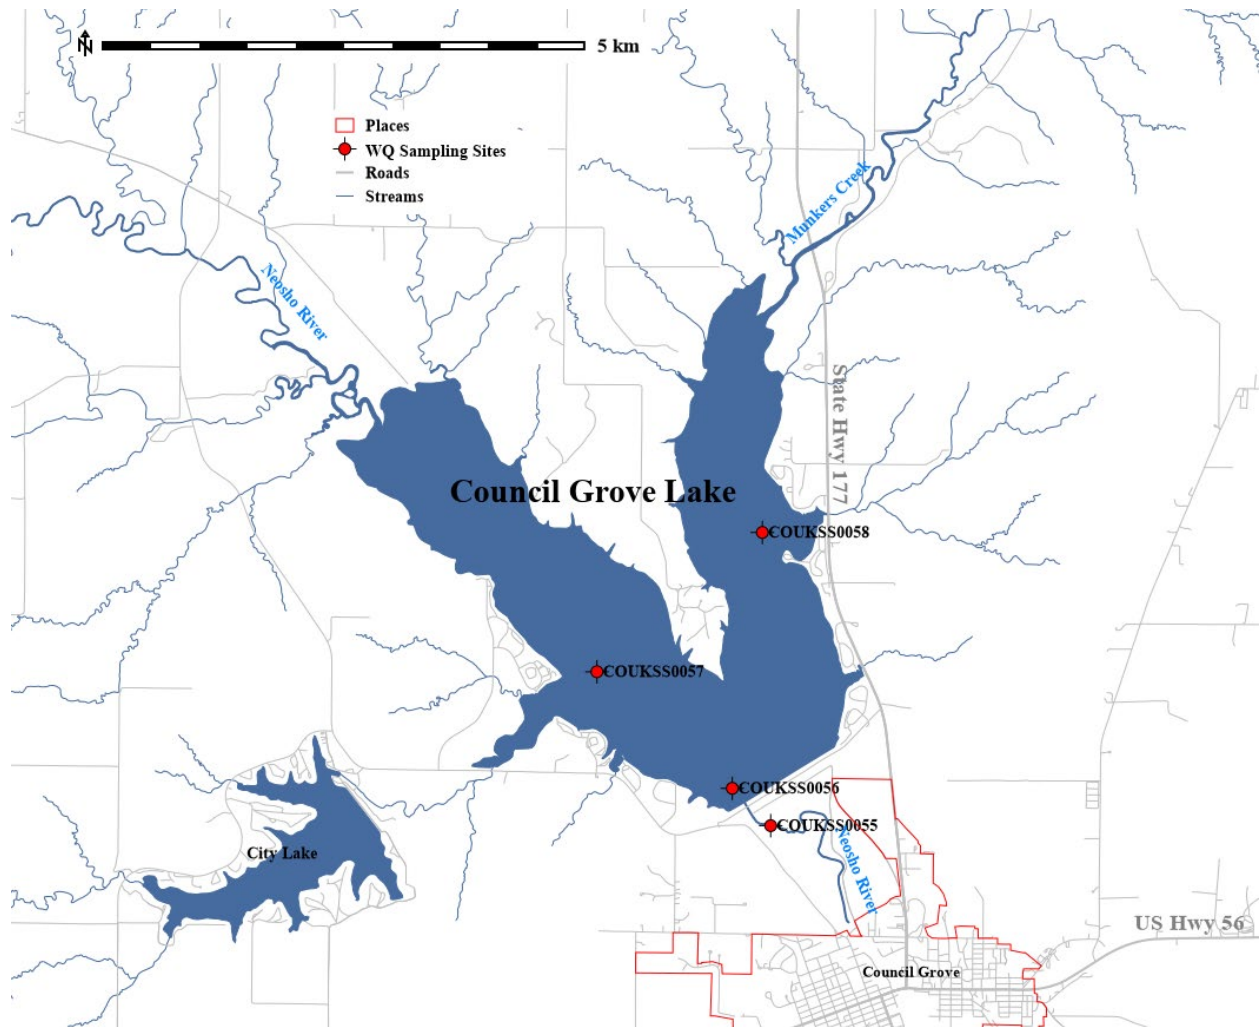 N
5 km
Places
WQ Sampling Sites
Roads
Streams
Munkers Creek
Neosho River
State Hwy 177
Council Grove Lake
COUKSS0058
COUKSS0057
COUKSS0056
COUKSS0055
City Lake
Neosho River
US Hwy 56
Council Grove